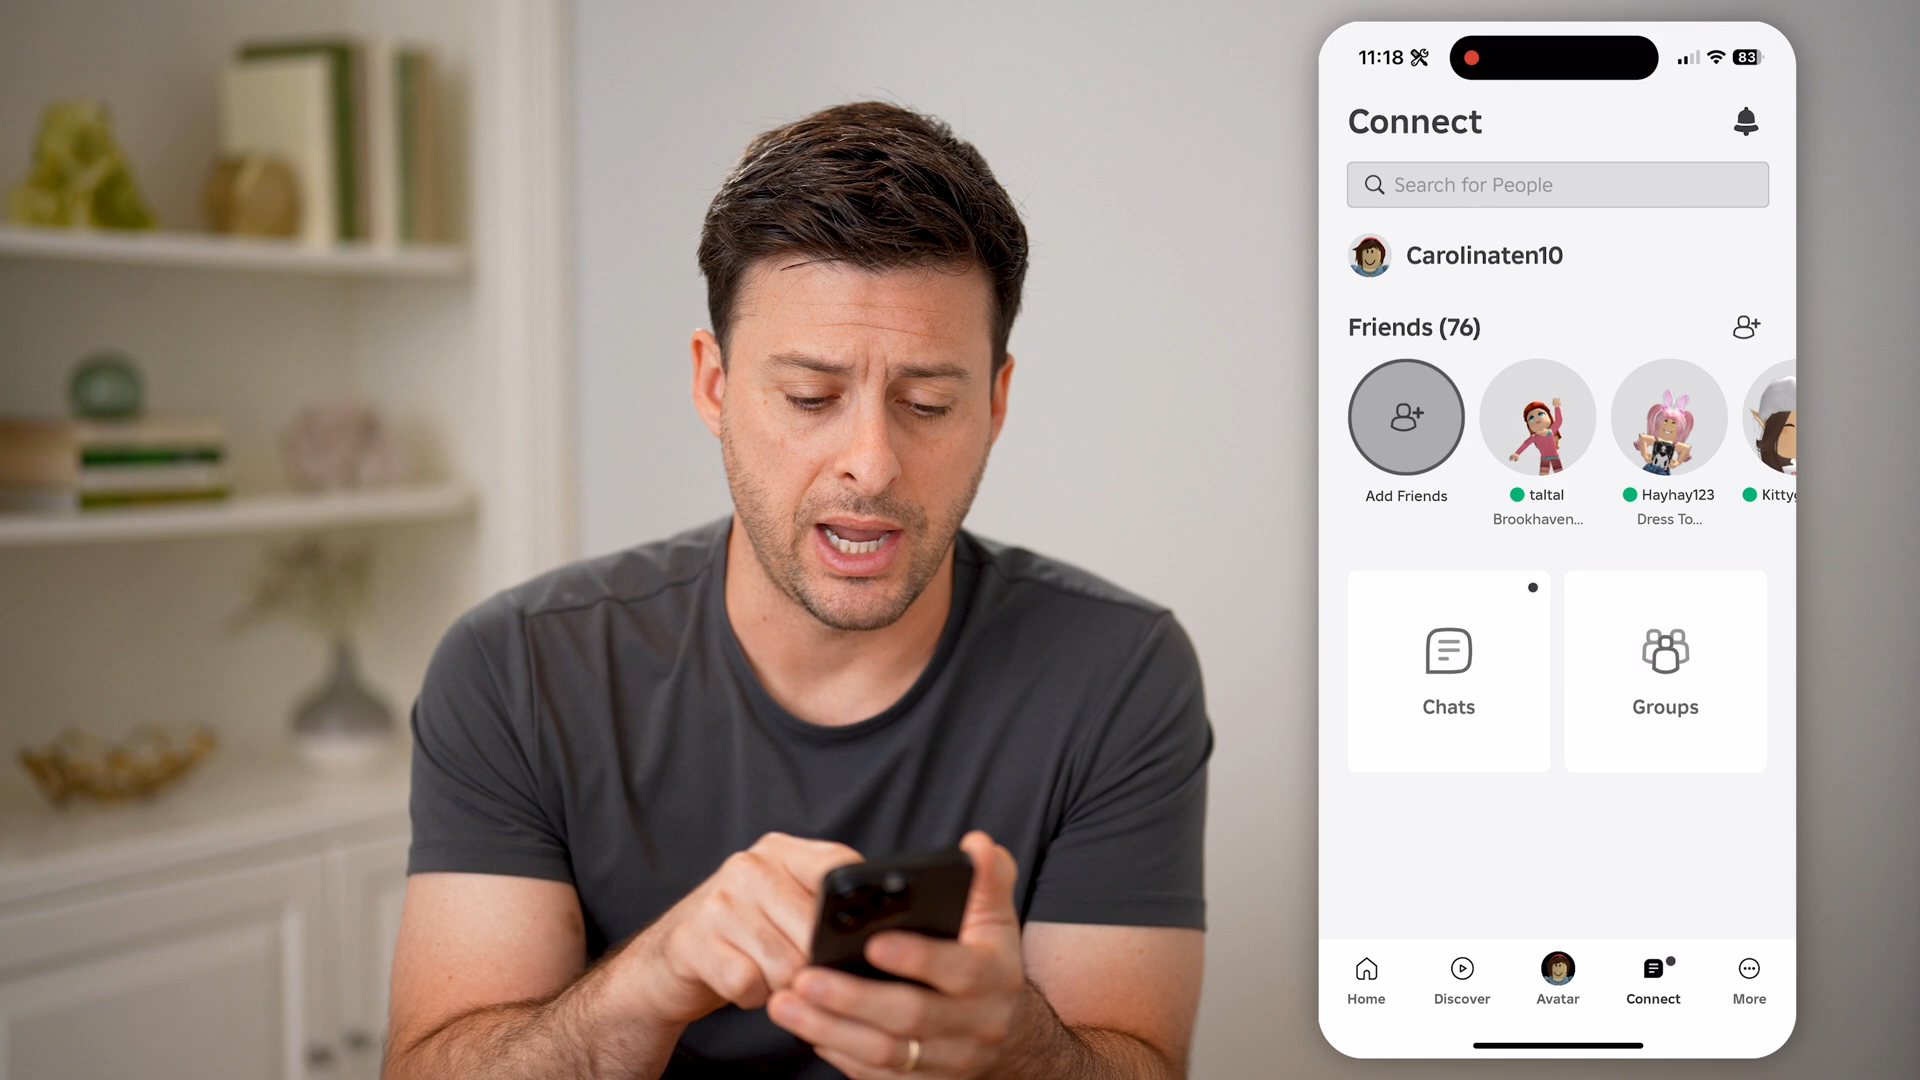 11:18
83
Connect
Search for People
Carolinaten10
Friends (76)
Add Friends
taltal
Brookhaven...
Hayhay123
Dress To...
Kitty
Chats
Groups
Home
Discover
Avatar
Connect
More